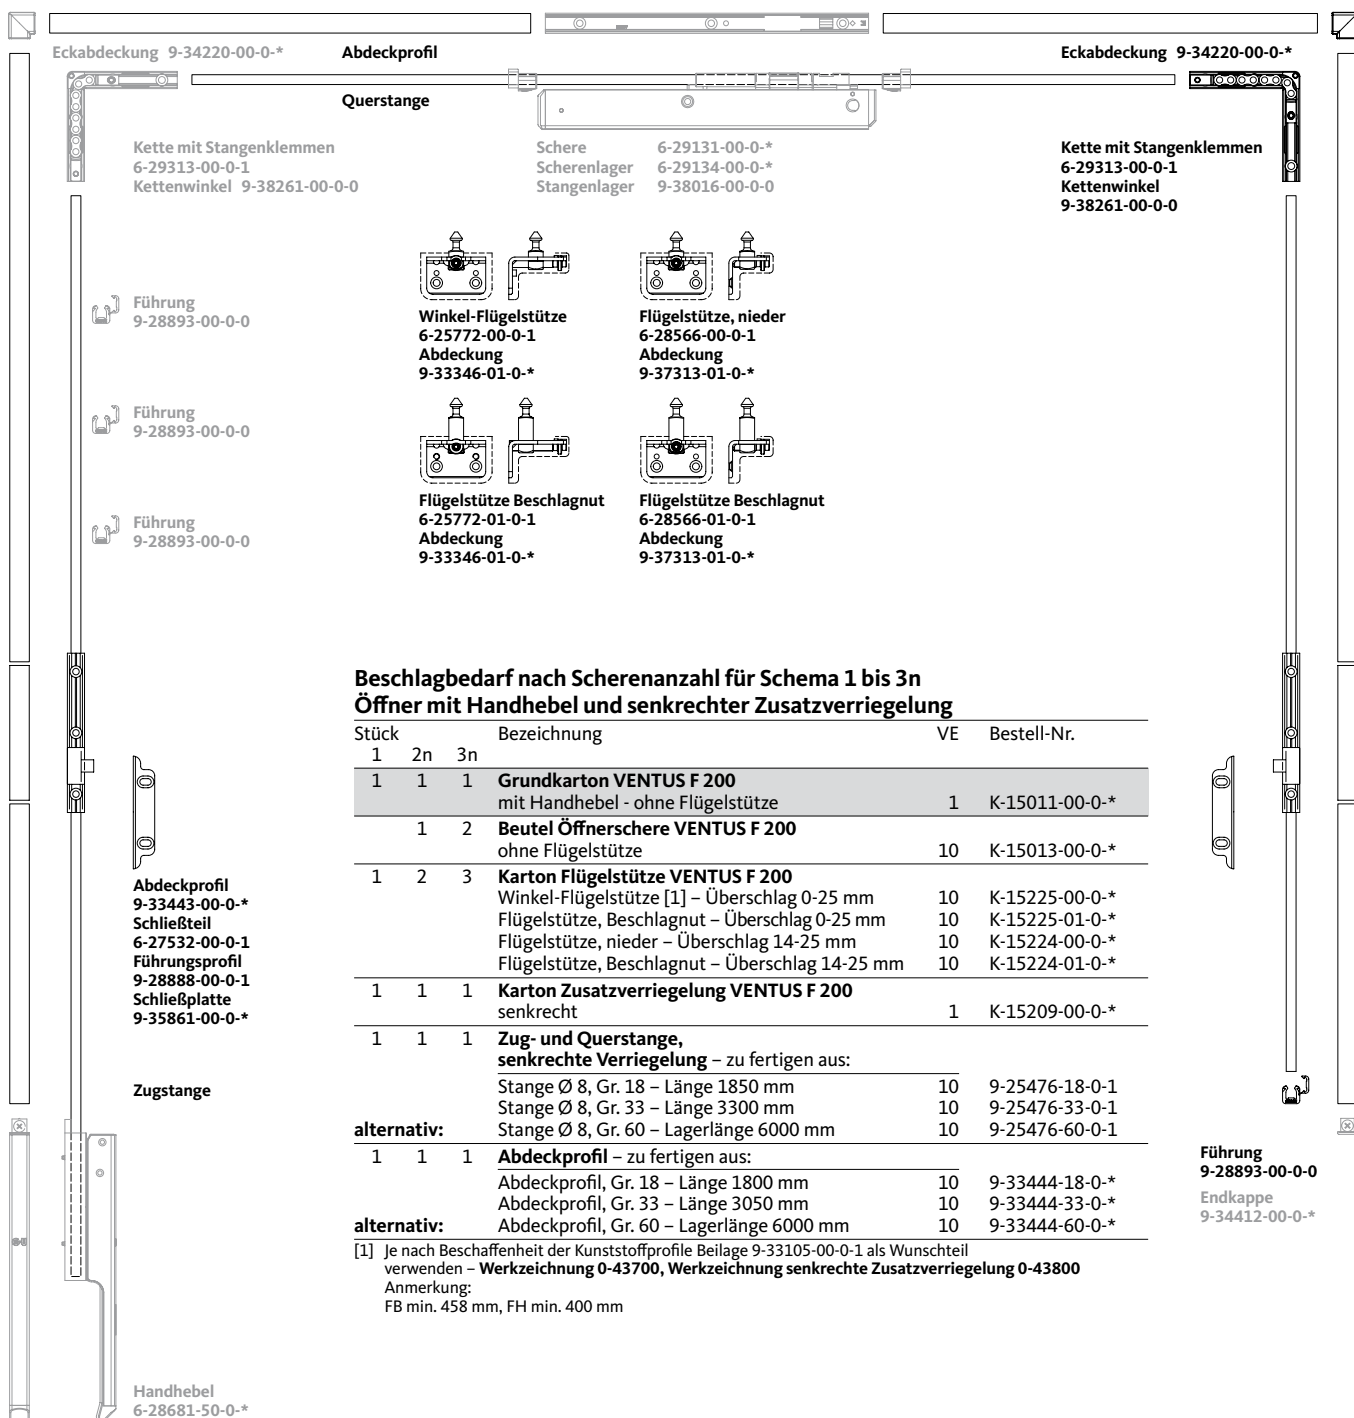 Eckabdeckung 9-34220-00-0-*
Abdeckprofil
Eckabdeckung 9-34220-00-0-*
Querstange
Kette mit Stangenklemmen
6-29313-00-0-1
Kettenwinkel 9-38261-00-0-0
Schere 6-29131-00-0-*
Scherenlager 6-29134-00-0-*
Stangenlager 9-38016-00-0-0
Kette mit Stangenklemmen
6-29313-00-0-1
Kettenwinkel
9-38261-00-0-0
Führung
9-28893-00-0-0
Winkel-Flügelstütze
6-25772-00-0-1
Abdeckung
9-33346-01-0-*
Flügelstütze, nieder
6-28566-00-0-1
Abdeckung
9-37313-01-0-*
Führung
9-28893-00-0-0
Flügelstütze Beschlagnut
6-25772-01-0-1
Abdeckung
9-33346-01-0-*
Flügelstütze Beschlagnut
6-28566-01-0-1
Abdeckung
9-37313-01-0-*
Führung
9-28893-00-0-0
Beschlagbedarf nach Scherenanzahl für Schema 1 bis 3n
Öffner mit Handhebel und senkrechter Zusatzverriegelung
Stück Bezeichnung VE Bestell-Nr.
1 2n 3n
1 1 1 Grundkarton VENTUS F 200
mit Handhebel - ohne Flügelstütze 1 K-15011-00-0-*
1 2 Beutel Öffnerschere VENTUS F 200
ohne Flügelstütze 10 K-15013-00-0-*
1 2 3 Karton Flügelstütze VENTUS F 200
Winkel-Flügelstütze [1] – Überschlag 0-25 mm 10 K-15225-00-0-*
Flügelstütze, Beschlagnut – Überschlag 0-25 mm 10 K-15225-01-0-*
Flügelstütze, nieder – Überschlag 14-25 mm 10 K-15224-00-0-*
Flügelstütze, Beschlagnut – Überschlag 14-25 mm 10 K-15224-01-0-*
1 1 1 Karton Zusatzverriegelung VENTUS F 200
senkrecht 1 K-15209-00-0-*
1 1 1 Zug- und Querstange,
senkrechte Verriegelung – zu fertigen aus:
Stange Ø 8, Gr. 18 – Länge 1850 mm 10 9-25476-18-0-1
Stange Ø 8, Gr. 33 – Länge 3300 mm 10 9-25476-33-0-1
alternativ: Stange Ø 8, Gr. 60 – Lagerlänge 6000 mm 10 9-25476-60-0-1
1 1 1 Abdeckprofil – zu fertigen aus:
Abdeckprofil, Gr. 18 – Länge 1800 mm 10 9-33444-18-0-*
Abdeckprofil, Gr. 33 – Länge 3050 mm 10 9-33444-33-0-*
alternativ: Abdeckprofil, Gr. 60 – Lagerlänge 6000 mm 10 9-33444-60-0-*
[1] Je nach Beschaffenheit der Kunststoffprofile Beilage 9-33105-00-0-1 als Wunschteil
verwenden – Werkzeichnung 0-43700, Werkzeichnung senkrechte Zusatzverriegelung 0-43800
Anmerkung:
FB min. 458 mm, FH min. 400 mm
Abdeckprofil
9-33443-00-0-*
Schließteil
6-27532-00-0-1
Führungsprofil
9-28888-00-0-1
Schließplatte
9-35861-00-0-*
Zugstange
Führung
9-28893-00-0-0
Endkappe
9-34412-00-0-*
Handhebel
6-28681-50-0-*